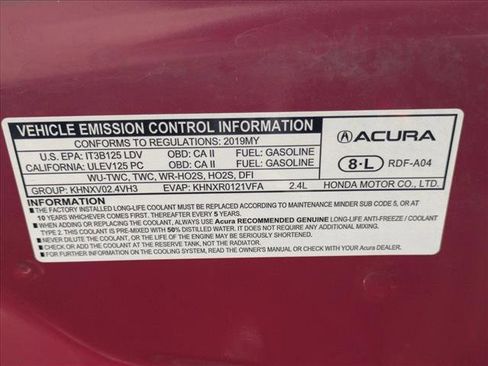 VEHICLE EMISSION CONTROL INFORMATION
CONFORMS TO REGULATIONS: 2019MY
U.S. EPA: IT3B125 LDV OBD: CA II FUEL: GASOLINE
CALIFORNIA: ULEV125 PC OBD: CA II FUEL: GASOLINE
WU-TWC, TWC, WR-HO2S, HO2S, DFI
GROUP: KHNXV02.4VH3 EVAP: KHNXR0121VFA 2.4L
ACURA
8-L RDF-A04
HONDA MOTOR CO., LTD.
INFORMATION
■ THE FACTORY INSTALLED LONG-LIFE COOLANT MUST BE REPLACED ACCORDING TO MAINTENANCE MINDER SUB CODE 5, OR AT
10 YEARS WHICHEVER COMES FIRST. THEREAFTER EVERY 5 YEARS.
■ WHEN ADDING OR REPLACING THE COOLANT, ALWAYS USE Acura RECOMMENDED GENUINE LONG-LIFE ANTI-FREEZE / COOLANT
TYPE 2. THIS COOLANT IS PRE-MIXED WITH 50% DISTILLED WATER. IT DOES NOT REQUIRE ANY ADDITIONAL MIXING.
■ NEVER DILUTE THE COOLANT, OR THE LIFE OF THE ENGINE MAY BE SERIOUSLY SHORTENED.
■ CHECK OR ADD COOLANT AT THE RESERVE TANK, NOT THE RADIATOR.
■ FOR FURTHER INFORMATION ON THE COOLING SYSTEM, READ THE OWNER'S MANUAL OR CHECK WITH YOUR Acura DEALER.